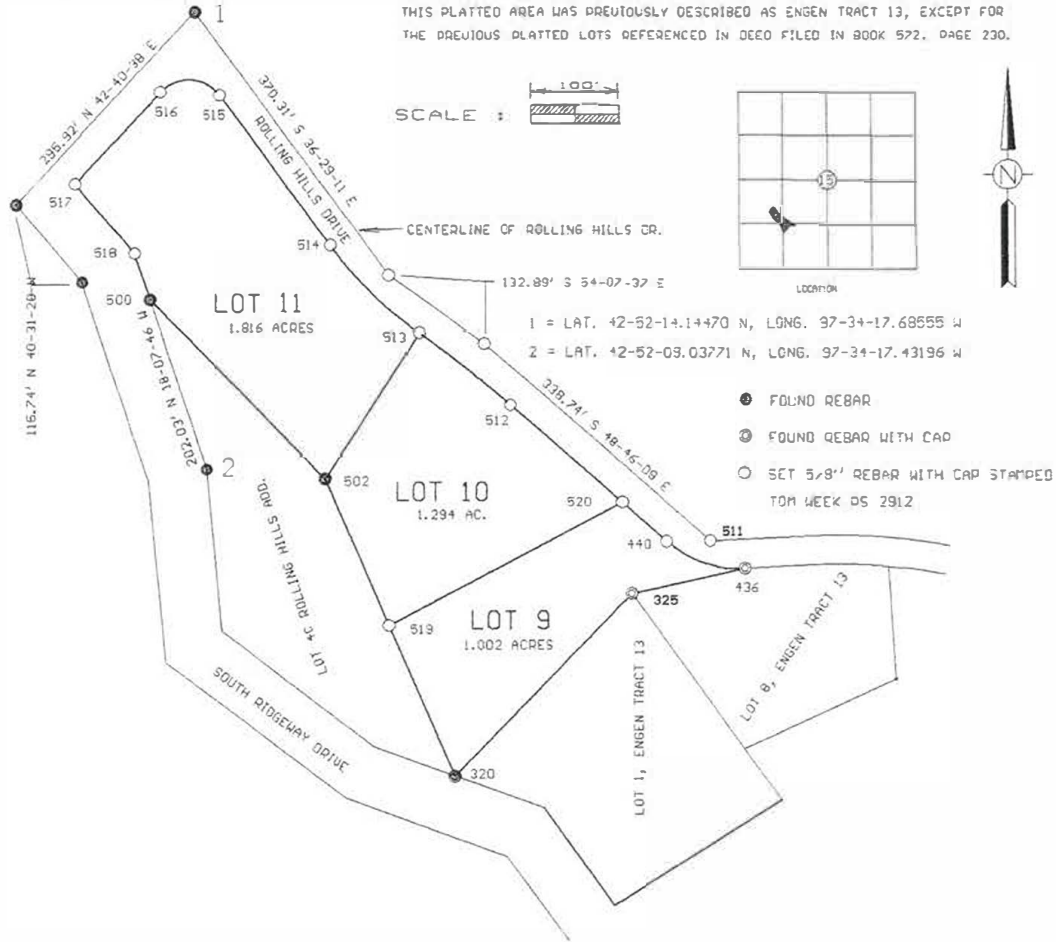 THIS PLATTED AREA WAS PREVIOUSLY DESCRIBED AS ENGEN TRACT 13, EXCEPT FOR
THE PREVIOUS PLATTED LOTS REFERENCED IN DEED FILED IN BOOK 572. PAGE 230.
1
SCALE :
100'
296.92' N 42-40-38 E
370.31' S 36-29-11 E
ROLLING HILLS DRIVE
516
515
15
N
517
514
CENTERLINE OF ROLLING HILLS DR.
518
132.89' S 54-07-37 E
LOCATION
500
LOT 11
1.816 ACRES
513
1 = LAT. 42-52-14.14470 N, LONG. 97-34-17.68555 W
2 = LAT. 42-52-09.03771 N, LONG. 97-34-17.43196 W
116.74' N 40-31-20 W
202.03' N 18-07-46 W
338.74' S 48-46-08 E
FOUND REBAR
512
FOUND REBAR WITH CAP
2
502
LOT 10
1.294 AC.
SET 5/8'' REBAR WITH CAP STAMPED
TOM WEEK PS 2912
520
511
440
436
LOT 4C ROLLING HILLS ADD.
325
519
LOT 9
1.002 ACRES
LOT 8, ENGEN TRACT 13
LOT 1, ENGEN TRACT 13
SOUTH RIDGEWAY DRIVE
320